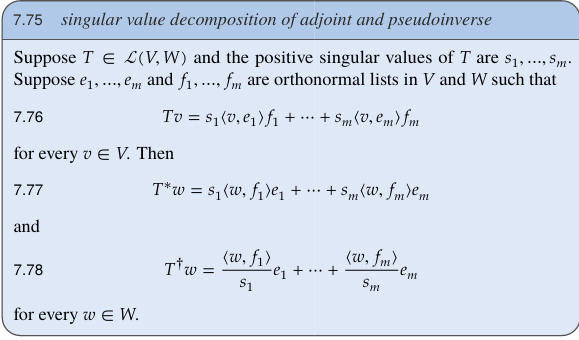 7.75 singular value decomposition of adjoint and pseudoinverse
Suppose T ∈ ℒ(V, W) and the positive singular values of T are s₁, ..., sₘ.
Suppose e₁, ..., eₘ and f₁, ..., fₘ are orthonormal lists in V and W such that
7.76 Tv = s₁⟨v, e₁⟩f₁ + ⋯ + sₘ⟨v, eₘ⟩fₘ
for every v ∈ V. Then
7.77 T*w = s₁⟨w, f₁⟩e₁ + ⋯ + sₘ⟨w, fₘ⟩eₘ
and
7.78 T†w = ⟨w, f₁⟩/s₁ e₁ + ⋯ + ⟨w, fₘ⟩/sₘ eₘ
for every w ∈ W.